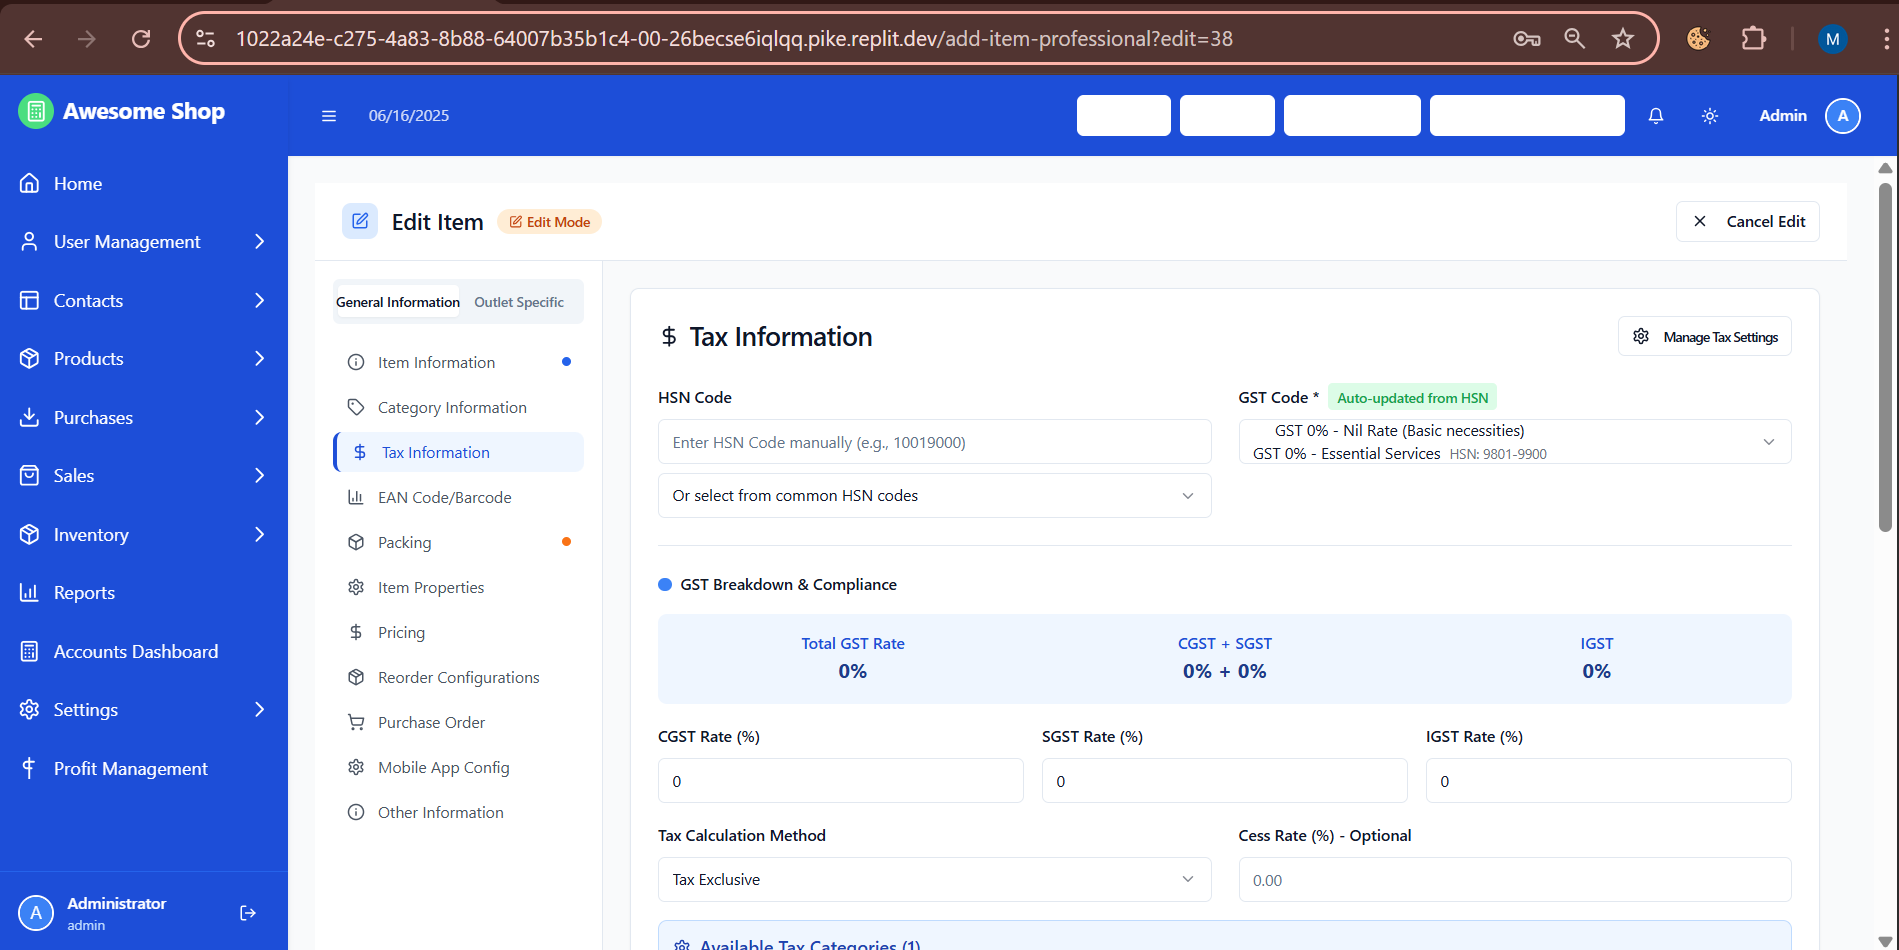 1022a24e-c275-4a83-8b88-64007b35b1c4-00-26becse6iqlqq.pike.replit.dev/add-item-professional?edit=38
M
Awesome Shop
06/16/2025
Admin
A
Home
User Management
Contacts
Products
Purchases
Sales
Inventory
Reports
Accounts Dashboard
Settings
Profit Management
A
Administrator
admin
Edit Item
Edit Mode
Cancel Edit
General Information
Outlet Specific
Item Information
Category Information
Tax Information
EAN Code/Barcode
Packing
Item Properties
Pricing
Reorder Configurations
Purchase Order
Mobile App Config
Other Information
$ Tax Information
Manage Tax Settings
HSN Code
Enter HSN Code manually (e.g., 10019000)
Or select from common HSN codes
GST Code *
Auto-updated from HSN
GST 0% - Nil Rate (Basic necessities)
GST 0% - Essential Services HSN: 9801-9900
GST Breakdown & Compliance
Total GST Rate
0%
CGST + SGST
0% + 0%
IGST
0%
CGST Rate (%)
0
SGST Rate (%)
0
IGST Rate (%)
0
Tax Calculation Method
Tax Exclusive
Cess Rate (%) - Optional
0.00
Available Tax Categories (1)